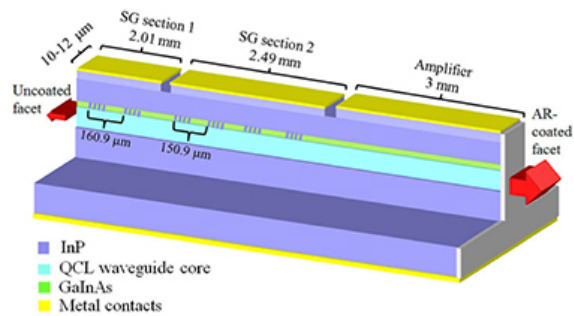 10-12 µm
SG section 1
2.01 mm
SG section 2
2.49 mm
Amplifier
3 mm
Uncoated
facet
AR-
coated
facet
160.9 µm
150.9 µm
InP
QCL waveguide core
GaInAs
Metal contacts